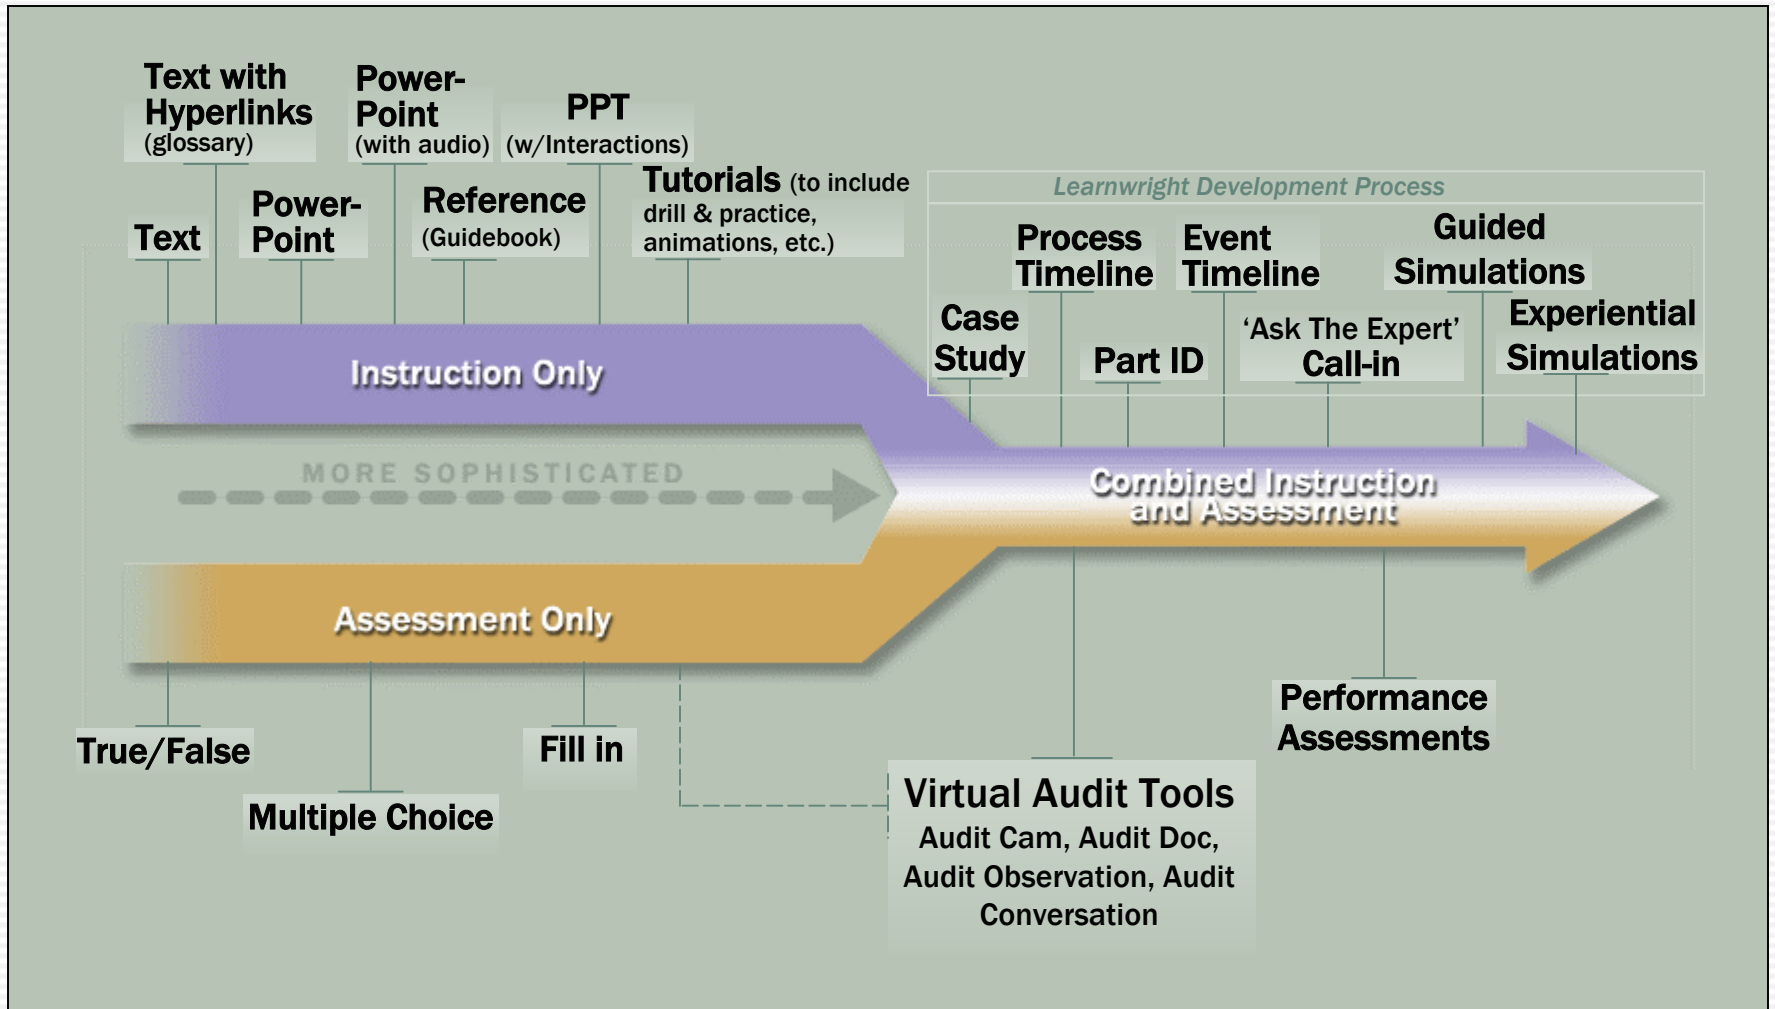 Text with
Hyperlinks
(glossary)
Power-
Point
(with audio)
PPT
(w/Interactions)
Text
Power-
Point
Reference
(Guidebook)
Tutorials (to include
drill & practice,
animations, etc.)
Learnwright Development Process
Case
Study
Process
Timeline
Part ID
Event
Timeline
'Ask The Expert'
Call-in
Guided
Simulations
Experiential
Simulations
Instruction Only
MORE SOPHISTICATED
Combined Instruction
and Assessment
Assessment Only
True/False
Multiple Choice
Fill in
Virtual Audit Tools
Audit Cam, Audit Doc,
Audit Observation, Audit
Conversation
Performance
Assessments